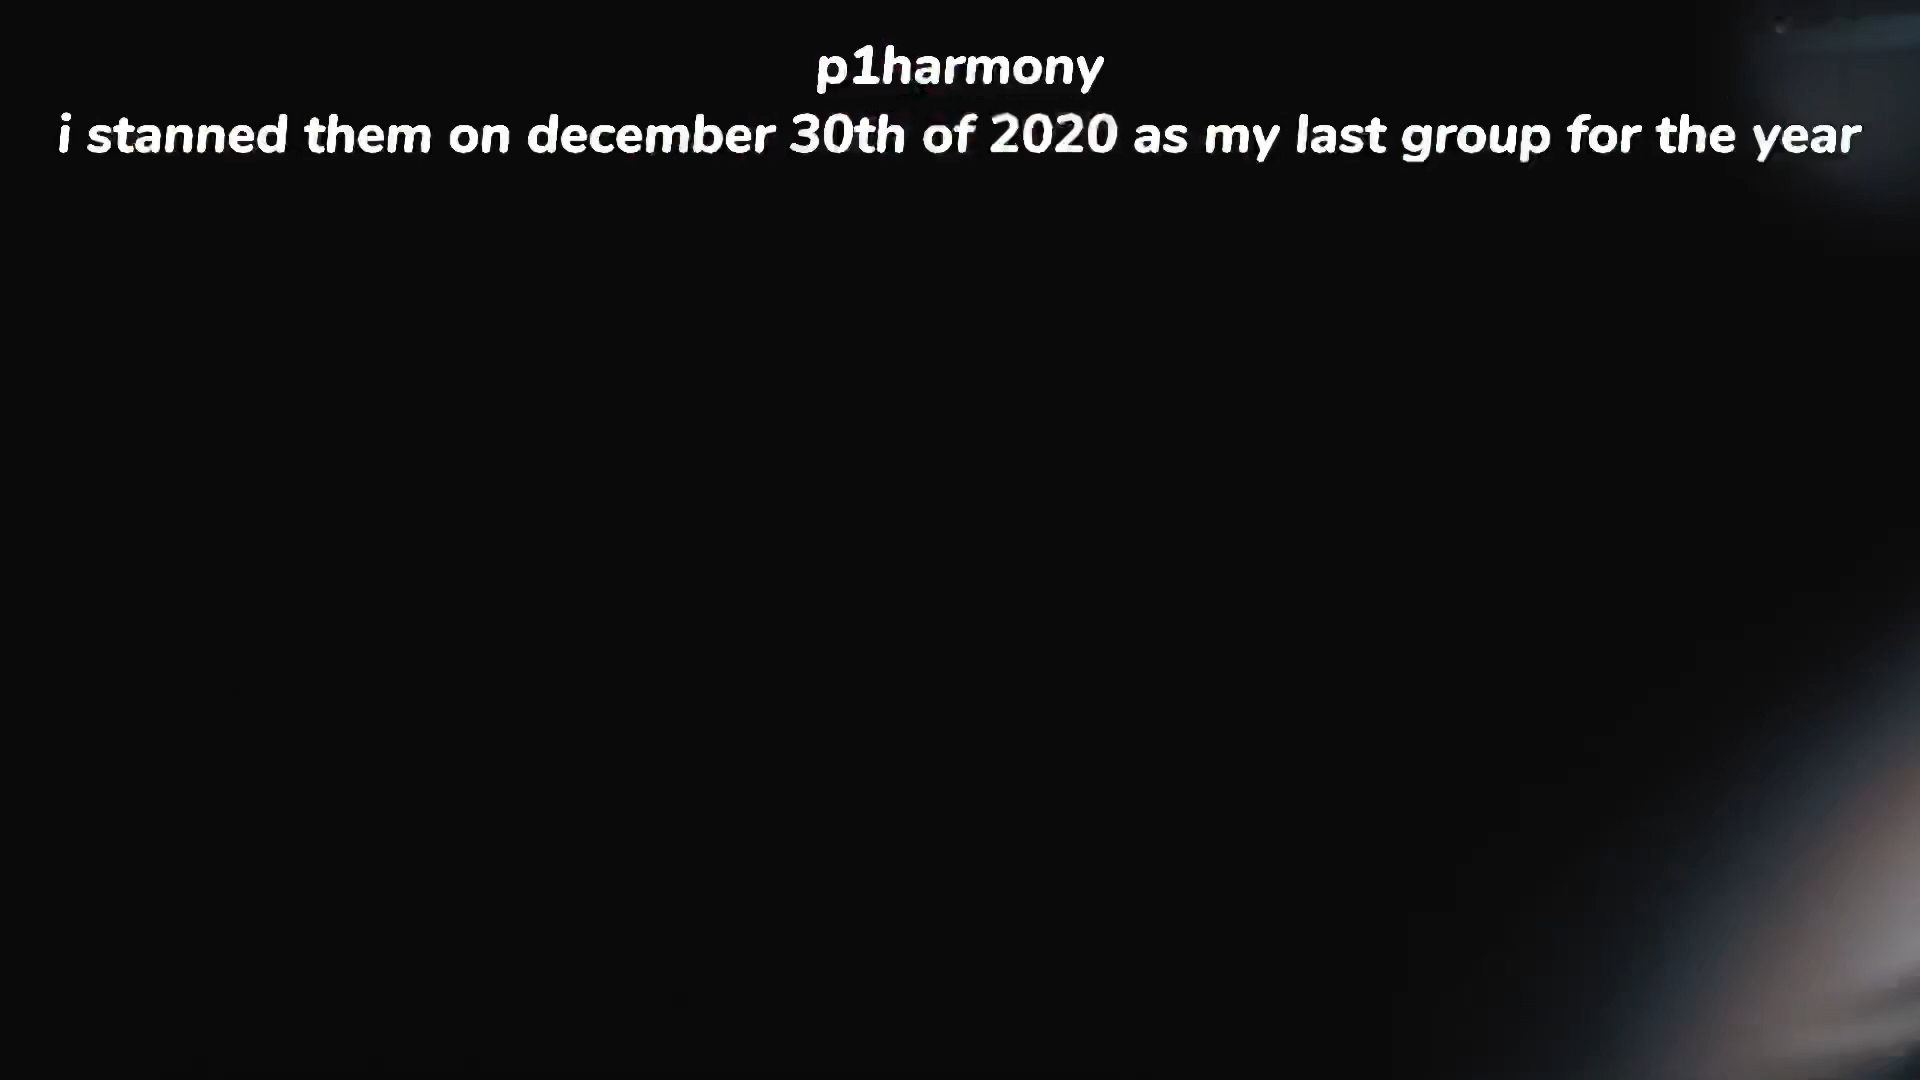 p1harmony
i stanned them on december 30th of 2020 as my last group for the year